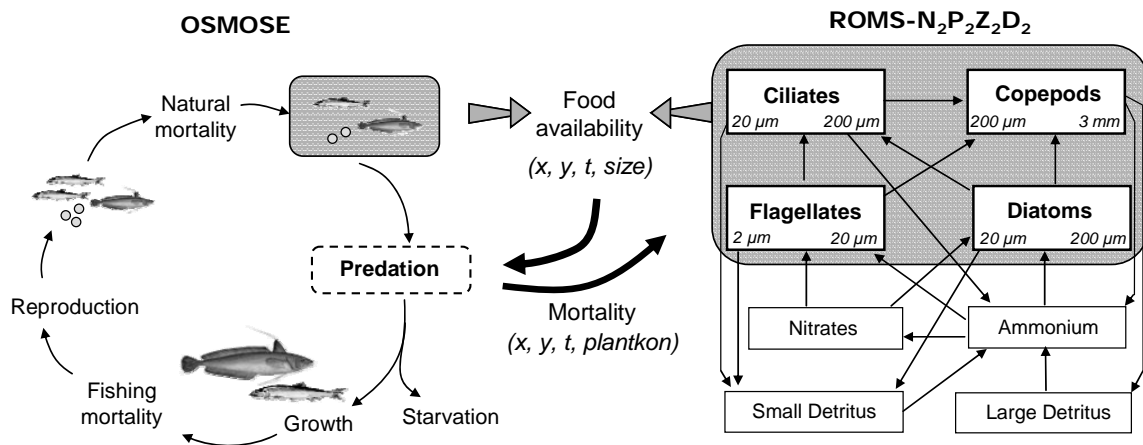 OSMOSE
Natural
mortality
Reproduction
Fishing
mortality
Growth
Starvation
Predation
Food
availability
(x, y, t, size)
Mortality
(x, y, t, plantkon)
ROMS-N₂P₂Z₂D₂
Ciliates
20 µm 200 µm
Copepods
200 µm 3 mm
Flagellates
2 µm 20 µm
Diatoms
20 µm 200 µm
Nitrates
Ammonium
Small Detritus
Large Detritus